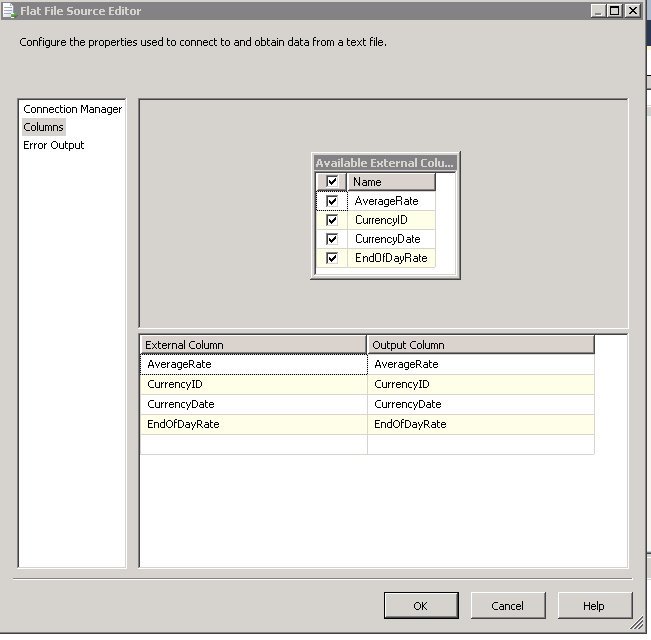 Flat File Source Editor
Configure the properties used to connect to and obtain data from a text file.
Connection Manager
Columns
Error Output
Available External Colu...
Name
AverageRate
CurrencyID
CurrencyDate
EndOfDayRate
External Column Output Column
AverageRate AverageRate
CurrencyID CurrencyID
CurrencyDate CurrencyDate
EndOfDayRate EndOfDayRate
OK Cancel Help